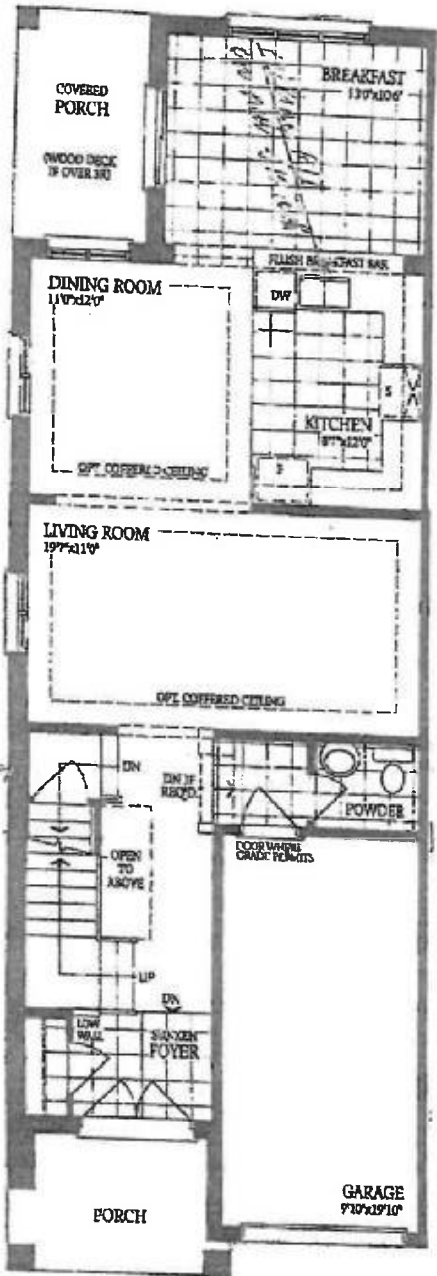 COVERED
PORCH
(WOOD DECK
BREAKFAST
13'0"x10'6"
FLUSH BREAKFAST BAR
DINING ROOM
11'0"x12'0"
DW
S
KITCHEN
8'7"x12'0"
F
OPT. COFFERED CEILING
LIVING ROOM
19'7"x11'0"
OPT. COFFERED CEILING
DN
DN IF
REQ'D.
POWDER
DOOR WHERE
GRADE PERMITS
OPEN
TO
ABOVE
UP
DN
LOW
WALL
SUNKEN
FOYER
PORCH
GARAGE
9'10"x19'10"